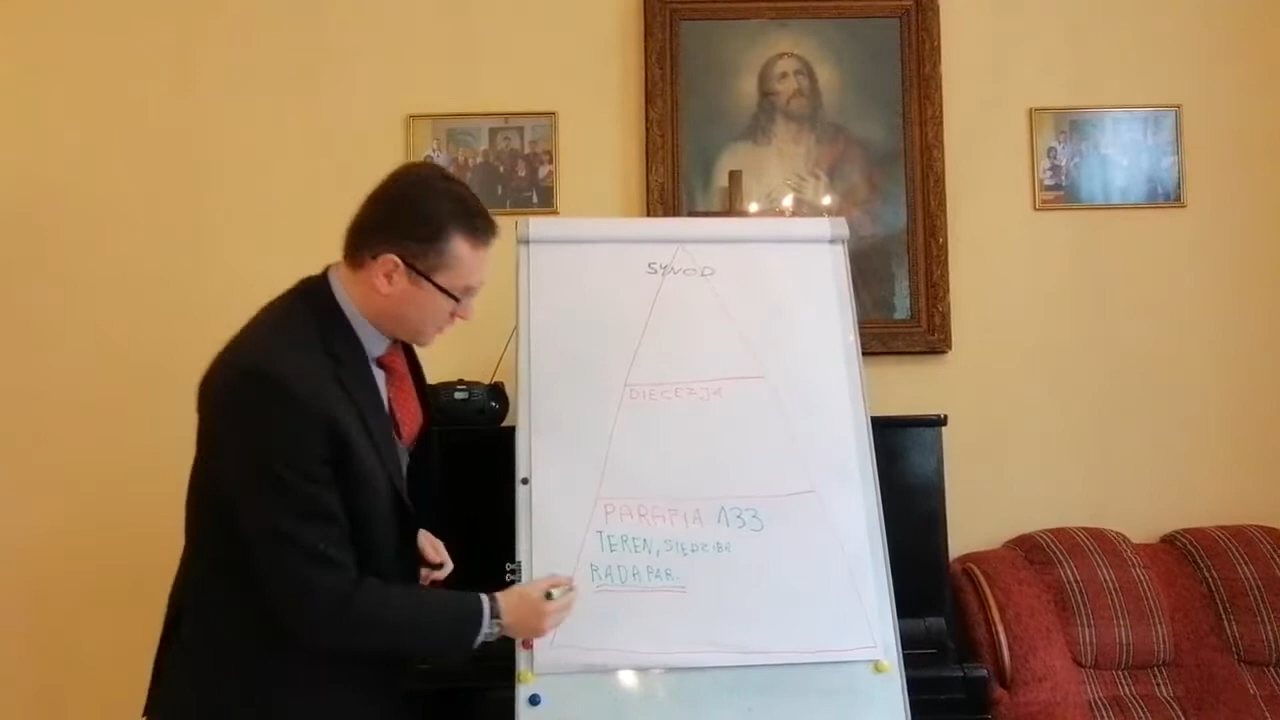 SYNOD
DIECEZJA
PARAFIA 133
TEREN, SIEDZIBA
RADA PAR.